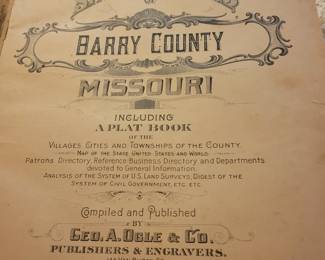 BARRY COUNTY
MISSOURI
INCLUDING
A PLAT BOOK
OF THE
VILLAGES, CITIES AND TOWNSHIPS OF THE COUNTY.
MAP OF THE STATE, UNITED STATES AND WORLD.
Patrons Directory, Reference Business Directory and Departments
devoted to General Information.
ANALYSIS OF THE SYSTEM OF U.S. LAND SURVEYS, DIGEST OF THE
SYSTEM OF CIVIL GOVERNMENT, ETC. ETC.
Compiled and Published
BY
GEO. A. OGLE & CO.
PUBLISHERS & ENGRAVERS.